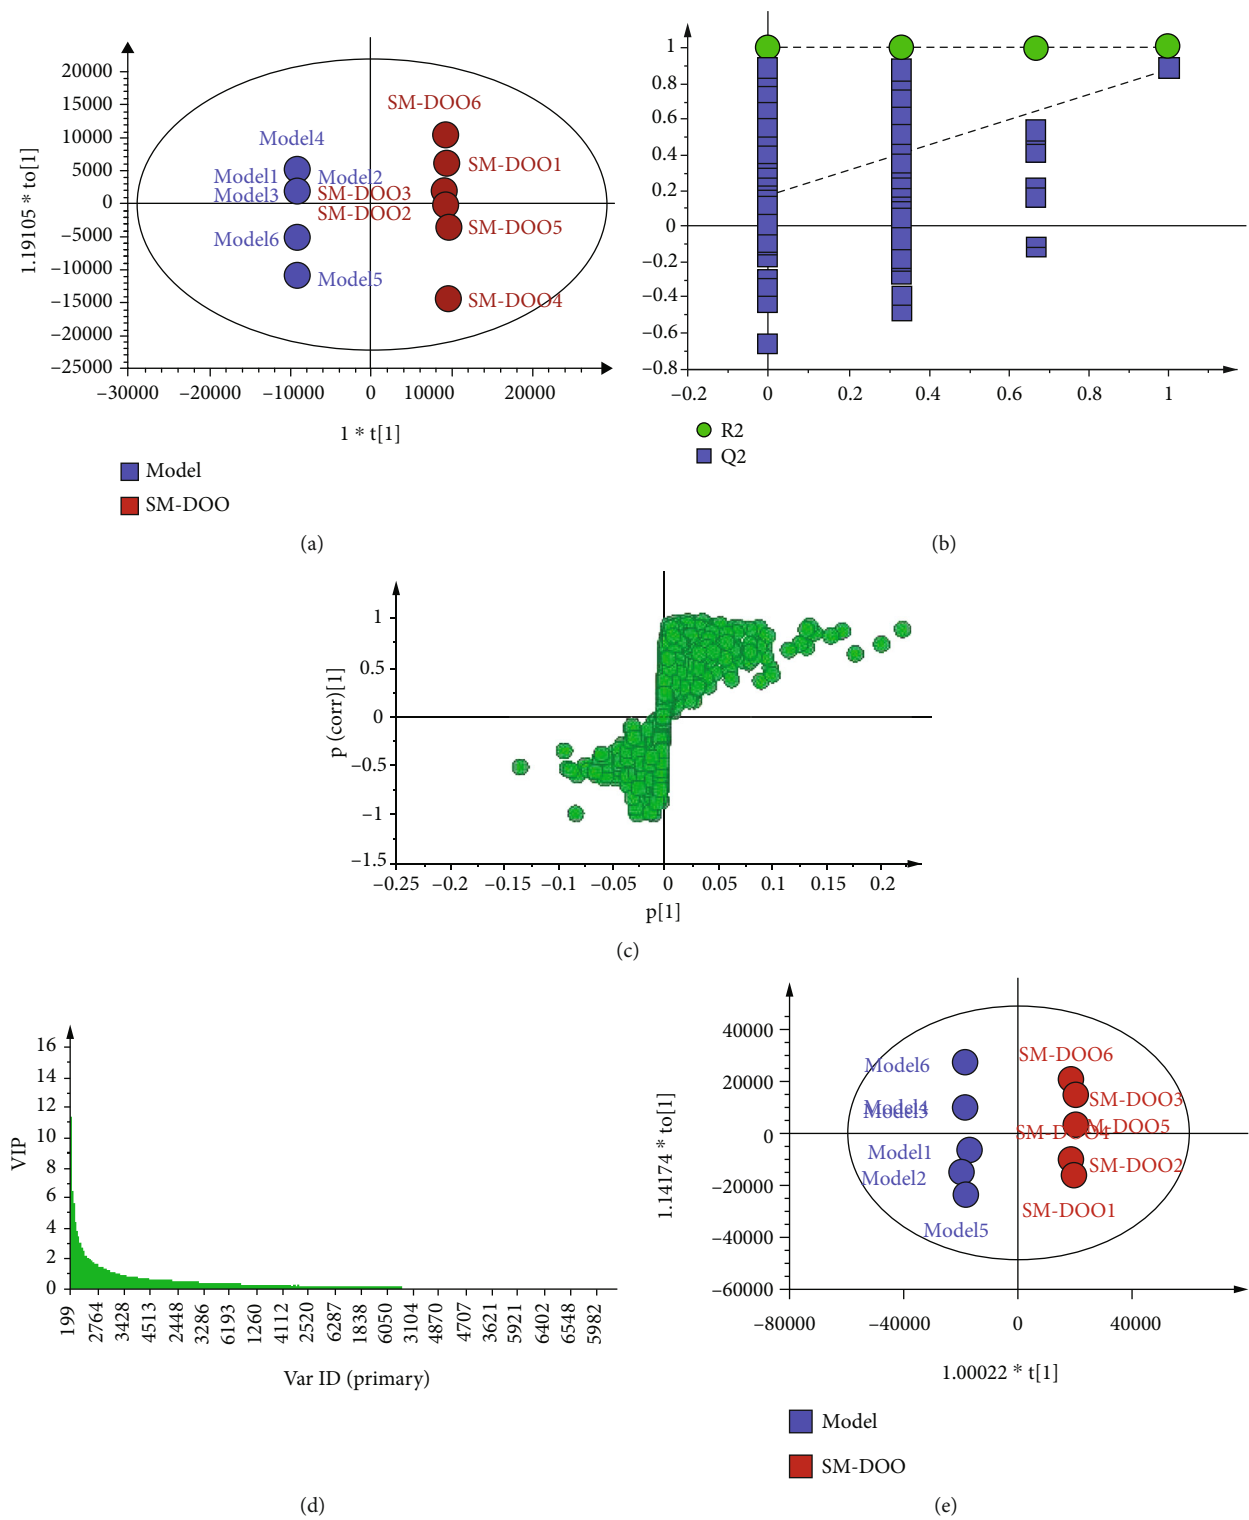 20000
15000
10000
5000
0
−5000
−10000
−15000
−20000
−25000
1.19105 * to[1]
SM-DOO6
Model4
SM-DOO1
Model1
Model2
Model3
SM-DOO3
SM-DOO2
SM-DOO5
Model6
Model5
SM-DOO4
−30000 −20000 −10000 0 10000 20000
1 * t[1]
Model
SM-DOO
(a)
1
0.8
0.6
0.4
0.2
0
−0.2
−0.4
−0.6
−0.8
−0.2 0 0.2 0.4 0.6 0.8 1
R2
Q2
(b)
1
0.5
0
−0.5
−1
−1.5
p (corr)[1]
−0.25 −0.2 −0.15 −0.1 −0.05 0 0.05 0.1 0.15 0.2
p[1]
(c)
16
14
12
10
8
6
4
2
0
VIP
199 2764 3428 4513 2448 3286 6193 1260 4112 2520 6287 1838 6050 3104 4870 4707 3621 5921 6402 6548 5982
Var ID (primary)
(d)
40000
20000
0
−20000
−40000
−60000
1.14174 * to[1]
SM-DOO6
Model6
SM-DOO3
Model4
Model3
SM-DOO5
SM-DOO4
Model1
SM-DOO2
Model2
SM-DOO1
Model5
−80000 −40000 0 40000
1.00022 * t[1]
Model
SM-DOO
(e)